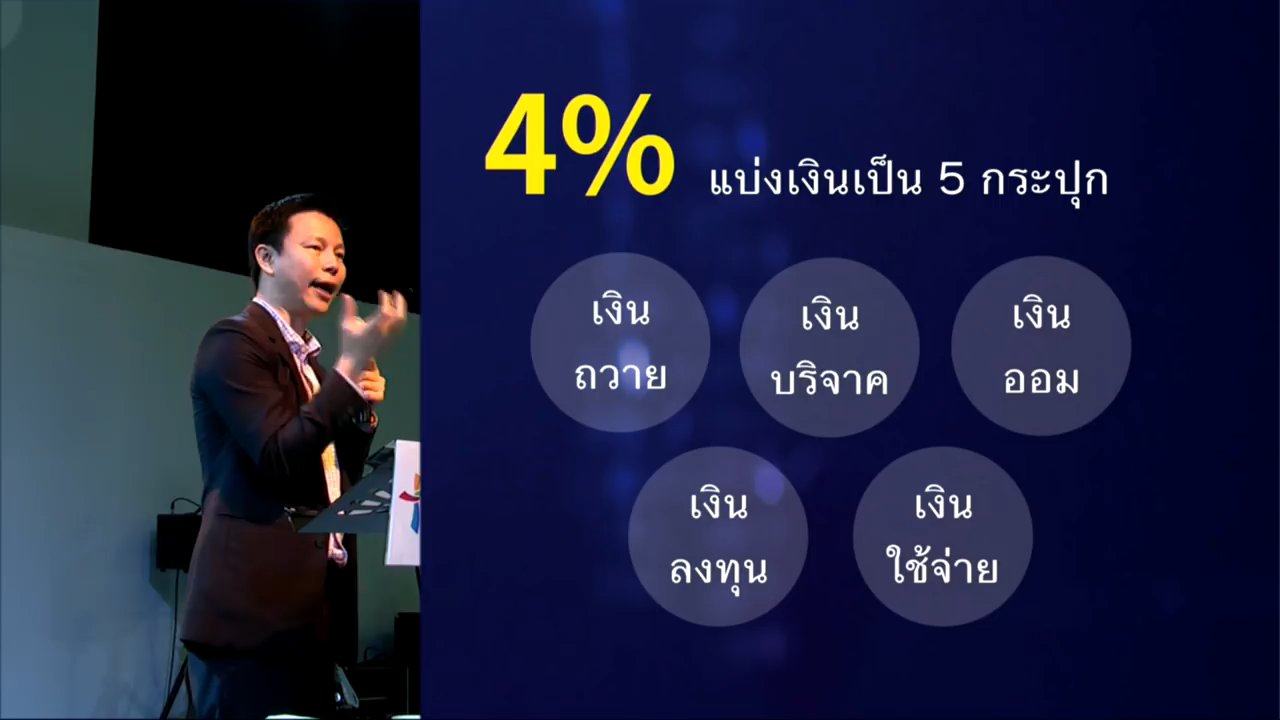 4% แบ่งเงินเป็น 5 กระปุก
เงิน
ถวาย
เงิน
บริจาค
เงิน
ออม
เงิน
ลงทุน
เงิน
ใช้จ่าย